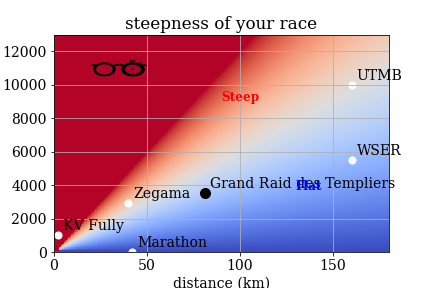 steepness of your race
12000
10000
8000
6000
4000
2000
0
UTMB
Steep
WSER
Grand Raid des Templiers
Flat
Zegama
KV Fully
Marathon
0 50 100 150
distance (km)